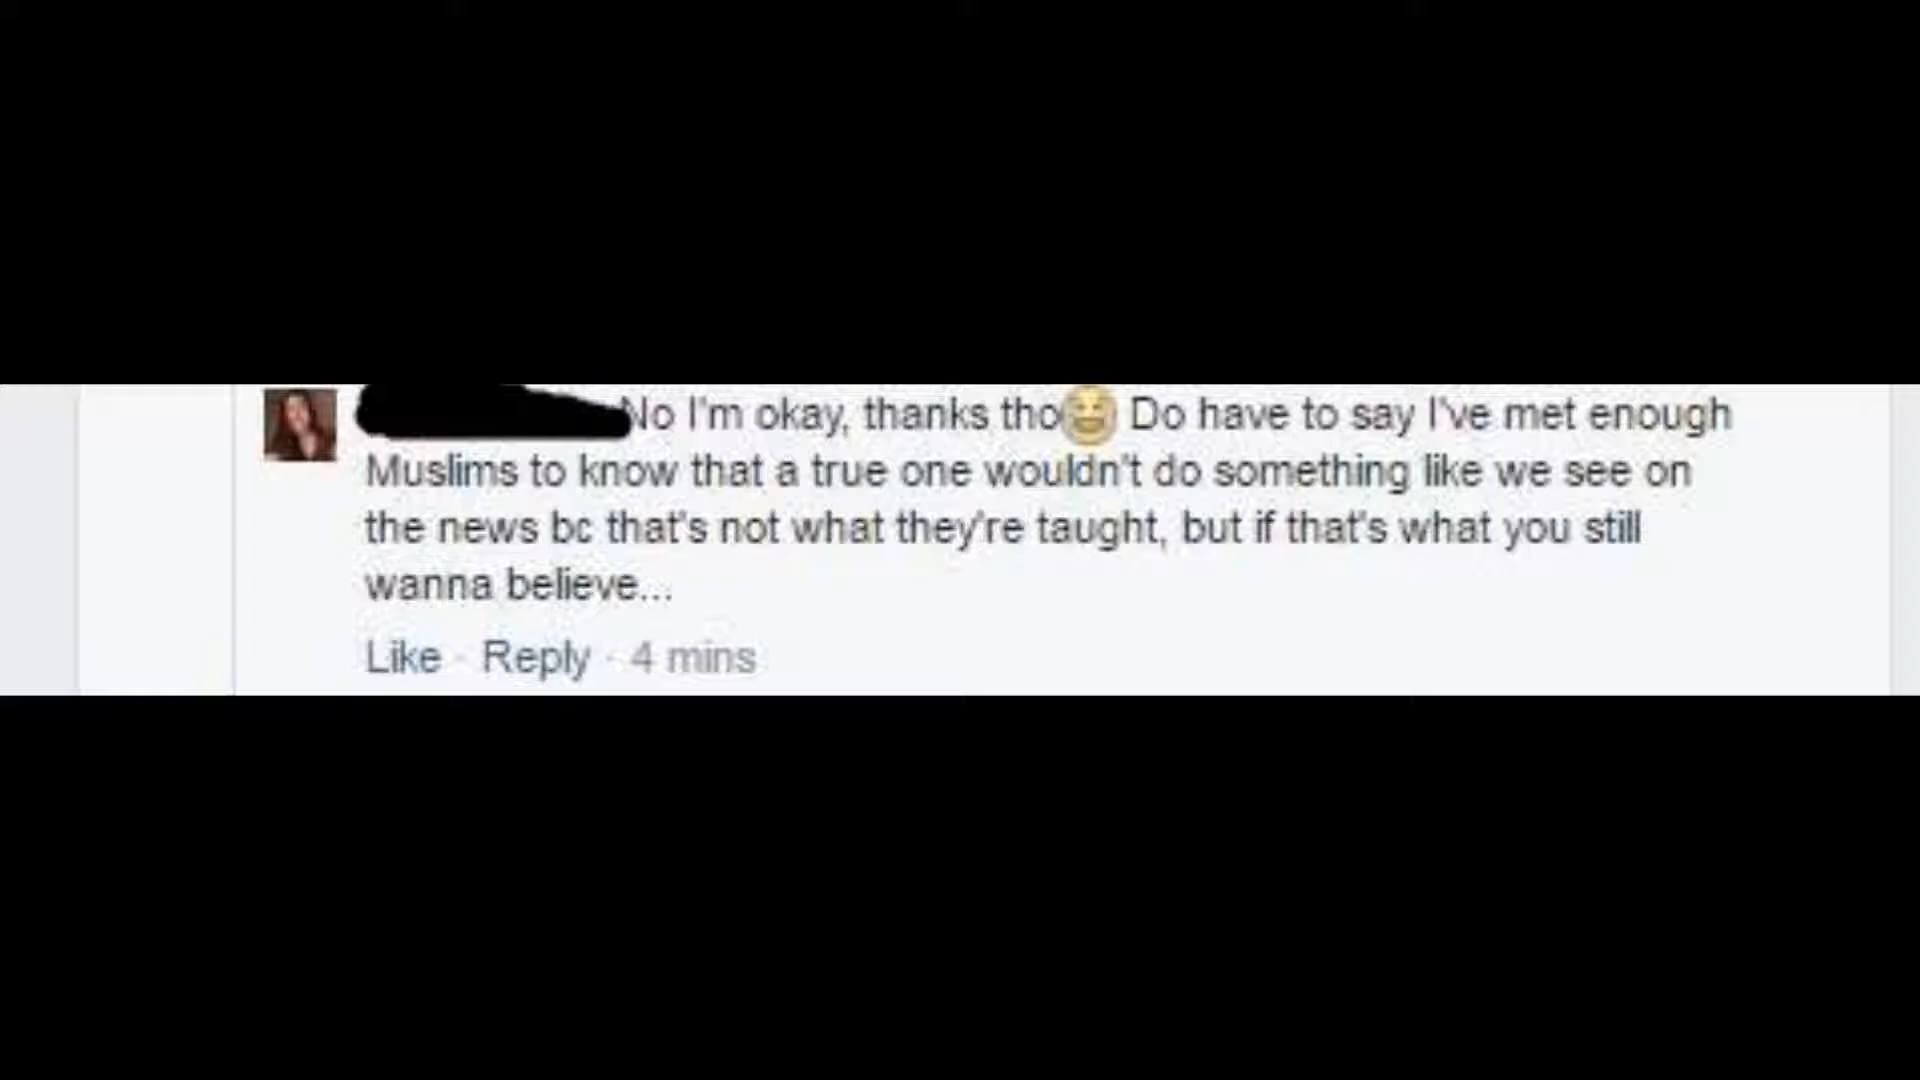 No I'm okay, thanks tho😄 Do have to say I've met enough
Muslims to know that a true one wouldn't do something like we see on
the news bc that's not what they're taught, but if that's what you still
wanna believe...
Like · Reply · 4 mins